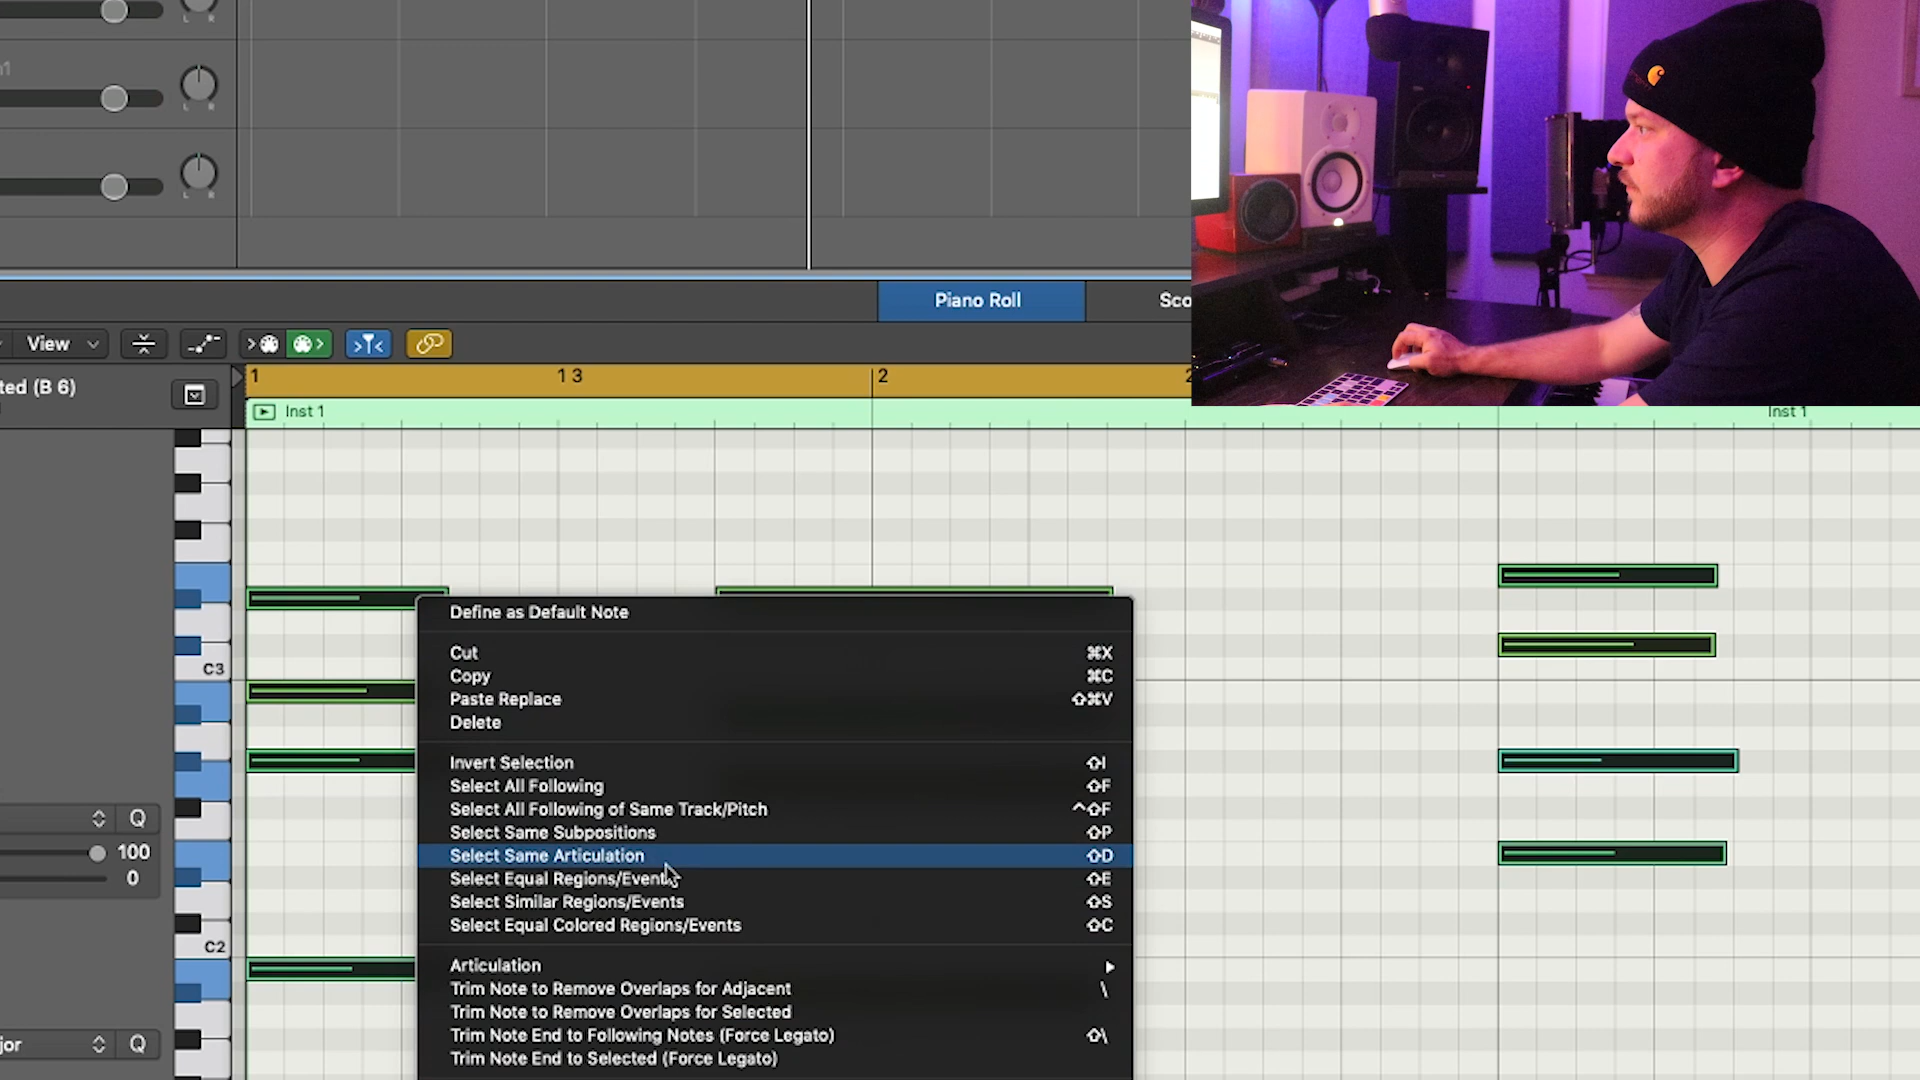 L R
L R
L R
Piano Roll
Sco
View
ted (B 6)
1
1 3
2
2
Inst 1
Inst 1
C3
Define as Default Note
Cut ⌘X
Copy ⌘C
Paste Replace ⇧⌘V
Delete
Invert Selection ⇧I
Select All Following ⇧F
Select All Following of Same Track/Pitch ^⇧F
Select Same Subpositions ⇧P
Select Same Articulation ⇧D
Select Equal Regions/Events ⇧E
Select Similar Regions/Events ⇧S
Select Equal Colored Regions/Events ⇧C
Articulation
Trim Note to Remove Overlaps for Adjacent \
Trim Note to Remove Overlaps for Selected
Trim Note End to Following Notes (Force Legato) ⇧\
Trim Note End to Selected (Force Legato)
Q
100
0
C2
jor
Q